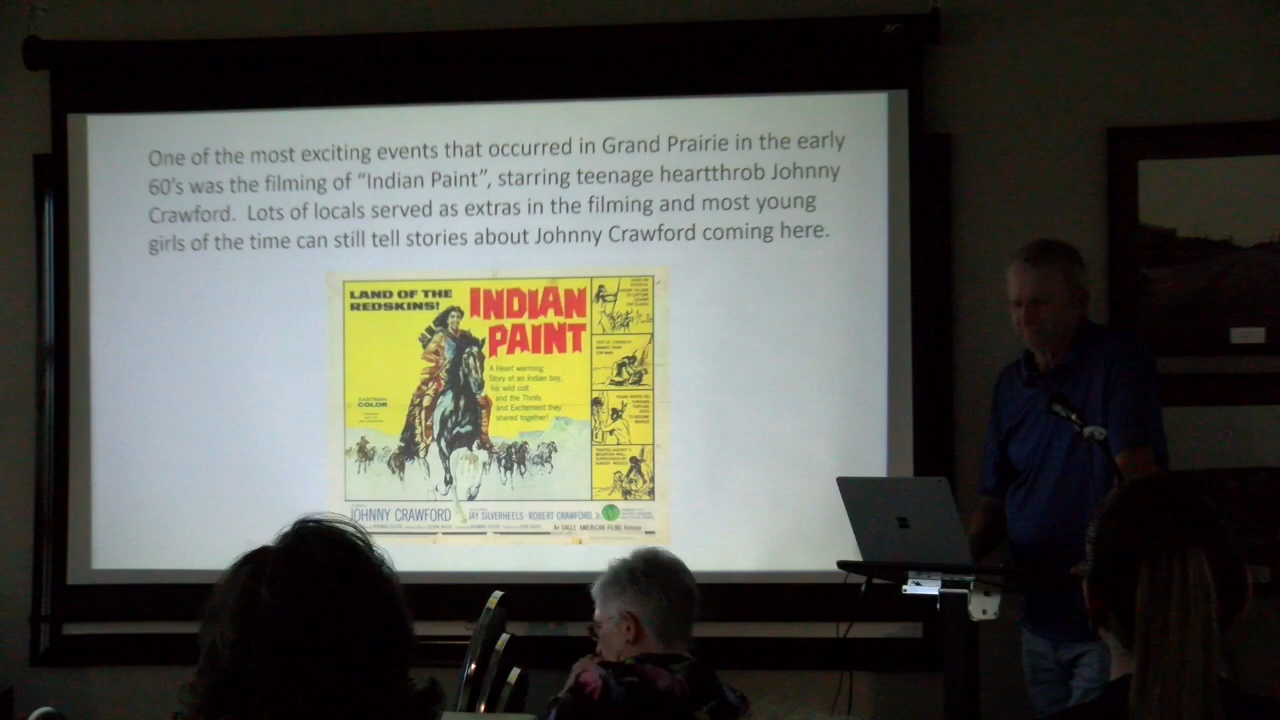 One of the most exciting events that occurred in Grand Prairie in the early
60's was the filming of “Indian Paint”, starring teenage heartthrob Johnny
Crawford.  Lots of locals served as extras in the filming and most young
girls of the time can still tell stories about Johnny Crawford coming here.
LAND OF THE
REDSKINS!
INDIAN
PAINT
A Heart warming
Story of an Indian boy,
his wild colt
and the Thrills
and Excitement they
shared together!
EASTMAN
COLOR
JOHNNY CRAWFORD
JAY SILVERHEELS · ROBERT CRAWFORD, Jr.
An EAGLE AMERICAN FILMS Release